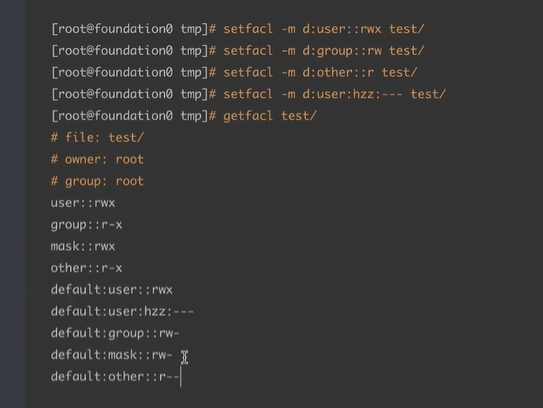 [root@foundation0 tmp]# setfacl -m d:user::rwx test/
[root@foundation0 tmp]# setfacl -m d:group::rw test/
[root@foundation0 tmp]# setfacl -m d:other::r test/
[root@foundation0 tmp]# setfacl -m d:user:hzz:--- test/
[root@foundation0 tmp]# getfacl test/
# file: test/
# owner: root
# group: root
user::rwx
group::r-x
mask::rwx
other::r-x
default:user::rwx
default:user:hzz:---
default:group::rw-
default:mask::rw-
default:other::r--